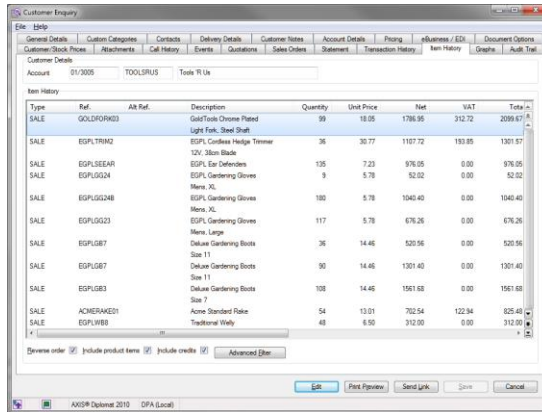 Customer Enquiry
File Help
General Details Custom Categories Contacts Delivery Details Customer Notes Account Details Pricing eBusiness / EDI Document Options
Customer/Stock Prices Attachments Call History Events Quotations Sales Orders Statement Transaction History Item History Graphs Audit Trail
Customer Details
Account 01/3005 TOOLSRUS Tools 'R Us
Item History
Type Ref. Alt Ref. Description Quantity Unit Price Net VAT Total
SALE GOLDFORK03 GoldTools Chrome Plated 99 18.05 1786.95 312.72 2099.67
Light Fork, Steel Shaft
SALE EGPLTRIM2 EGPL Cordless Hedge Trimmer 36 30.77 1107.72 193.85 1301.57
12V, 38cm Blade
SALE EGPLSEEAR EGPL Ear Defenders 135 7.23 976.05 0.00 976.05
SALE EGPLGG24 EGPL Gardening Gloves 9 5.78 52.02 0.00 52.02
Mens, XL
SALE EGPLGG24B EGPL Gardening Gloves 180 5.78 1040.40 0.00 1040.40
Mens, XL
SALE EGPLGG23 EGPL Gardening Gloves 117 5.78 676.26 0.00 676.26
Mens, Large
SALE EGPLGB7 Deluxe Gardening Boots 36 14.46 520.56 0.00 520.56
Size 11
SALE EGPLGB7 Deluxe Gardening Boots 90 14.46 1301.40 0.00 1301.40
Size 11
SALE EGPLGB3 Deluxe Gardening Boots 108 14.46 1561.68 0.00 1561.68
Size 7
SALE ACMERAKE01 Acme Standard Rake 54 13.01 702.54 122.94 825.48
SALE EGPLWB8 Traditional Welly 48 6.50 312.00 0.00 312.00
Reverse order Include product items Include credits Advanced Filter
Edit Print Preview Send Link Save Cancel
AXIS® Diplomat 2010 DPA (Local)